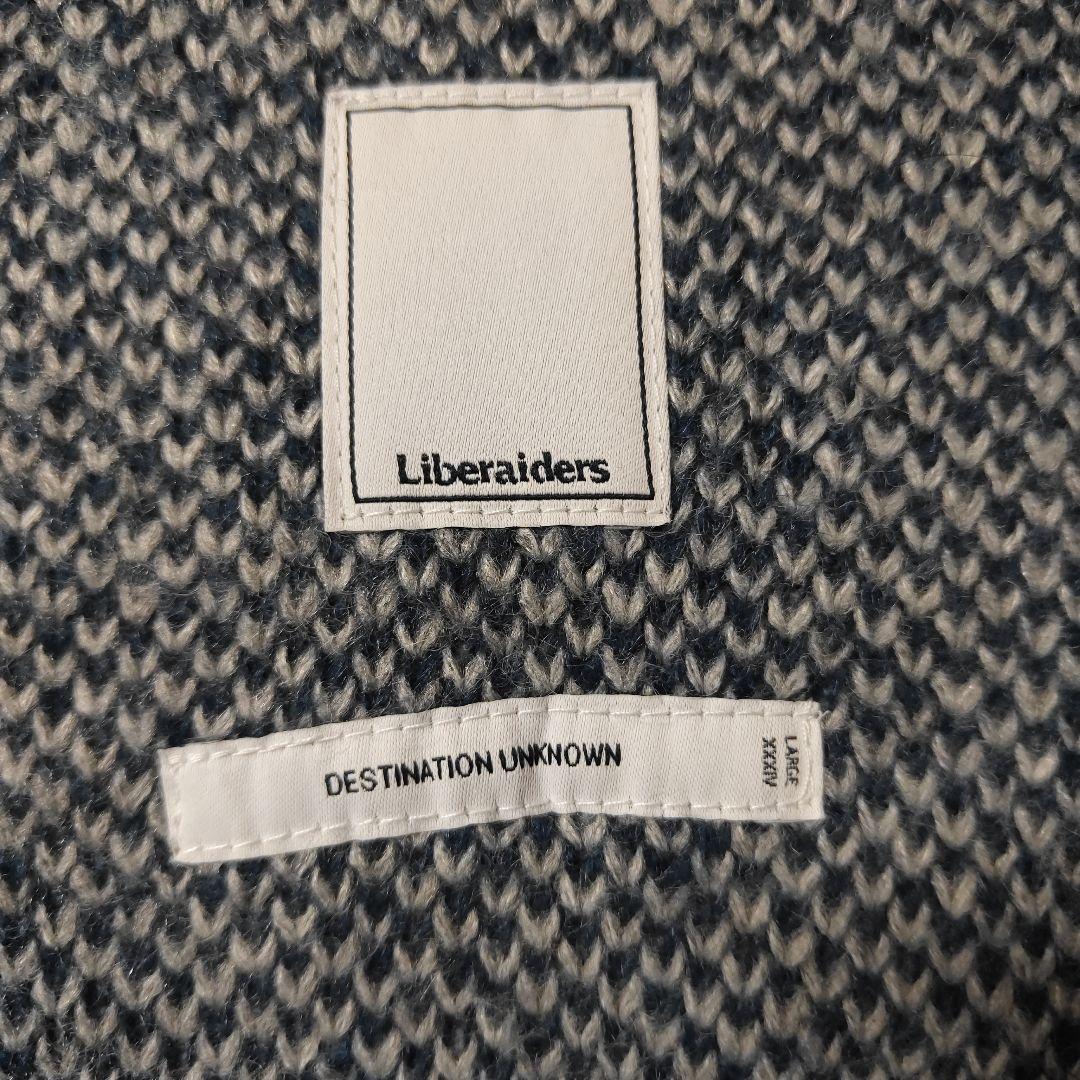 Liberaiders
DESTINATION UNKNOWN
LARGE
XXXIV